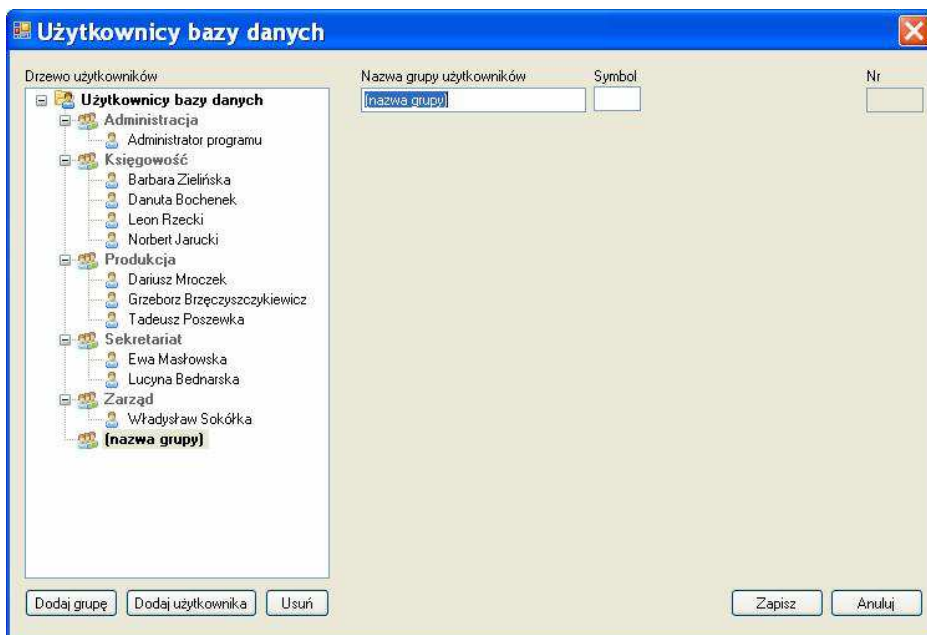 Użytkownicy bazy danych
Drzewo użytkowników
Nazwa grupy użytkowników
Symbol
Nr
Użytkownicy bazy danych
(nazwa grupy)
Administracja
Administrator programu
Księgowość
Barbara Zielińska
Danuta Bochenek
Leon Rzecki
Norbert Jarucki
Produkcja
Dariusz Mroczek
Grzeborz Brzęczyszczykiewicz
Tadeusz Poszewka
Sekretariat
Ewa Masłowska
Lucyna Bednarska
Zarząd
Władysław Sokółka
(nazwa grupy)
Dodaj grupę
Dodaj użytkownika
Usuń
Zapisz
Anuluj